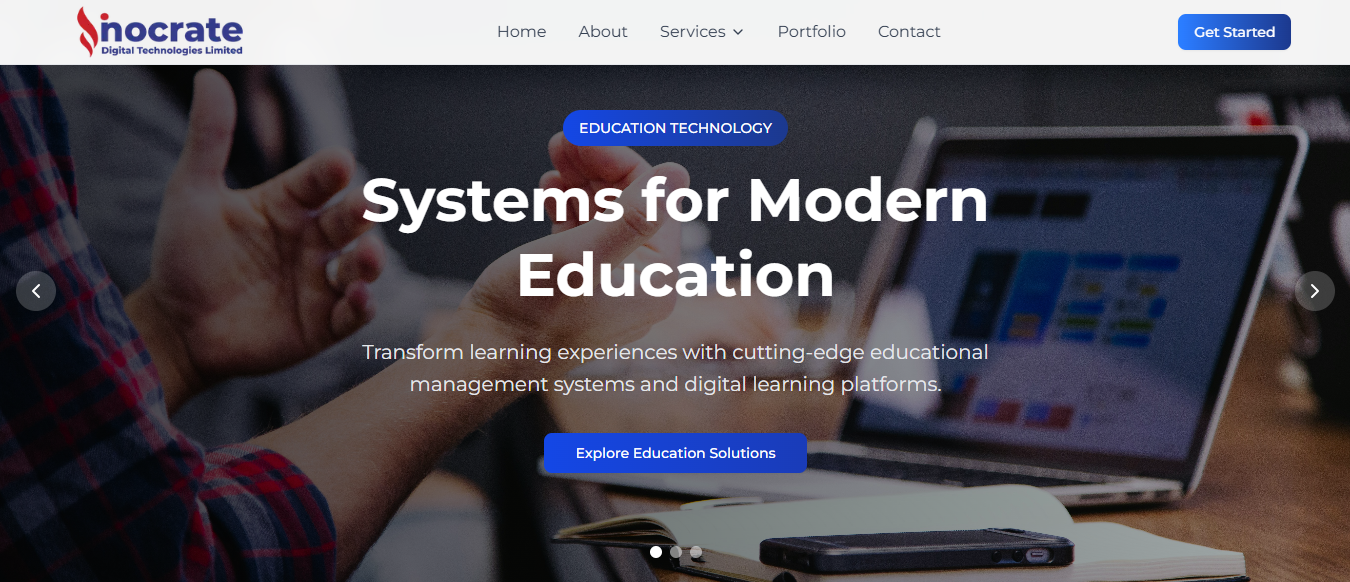 inocrate
Digital Technologies Limited
Home About Services Portfolio Contact
Get Started
EDUCATION TECHNOLOGY
Systems for Modern
Education
Transform learning experiences with cutting-edge educational
management systems and digital learning platforms.
Explore Education Solutions